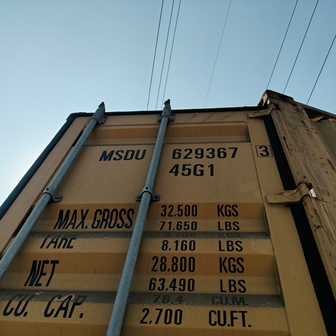 MSDU 629367 3
45G1
MAX. GROSS 32.500 KGS
71.650 LBS
TARE
8.160 LBS
NET 28.800 KGS
63.490 LBS
76.4 CU.M.
CU. CAP. 2.700 CU.FT.